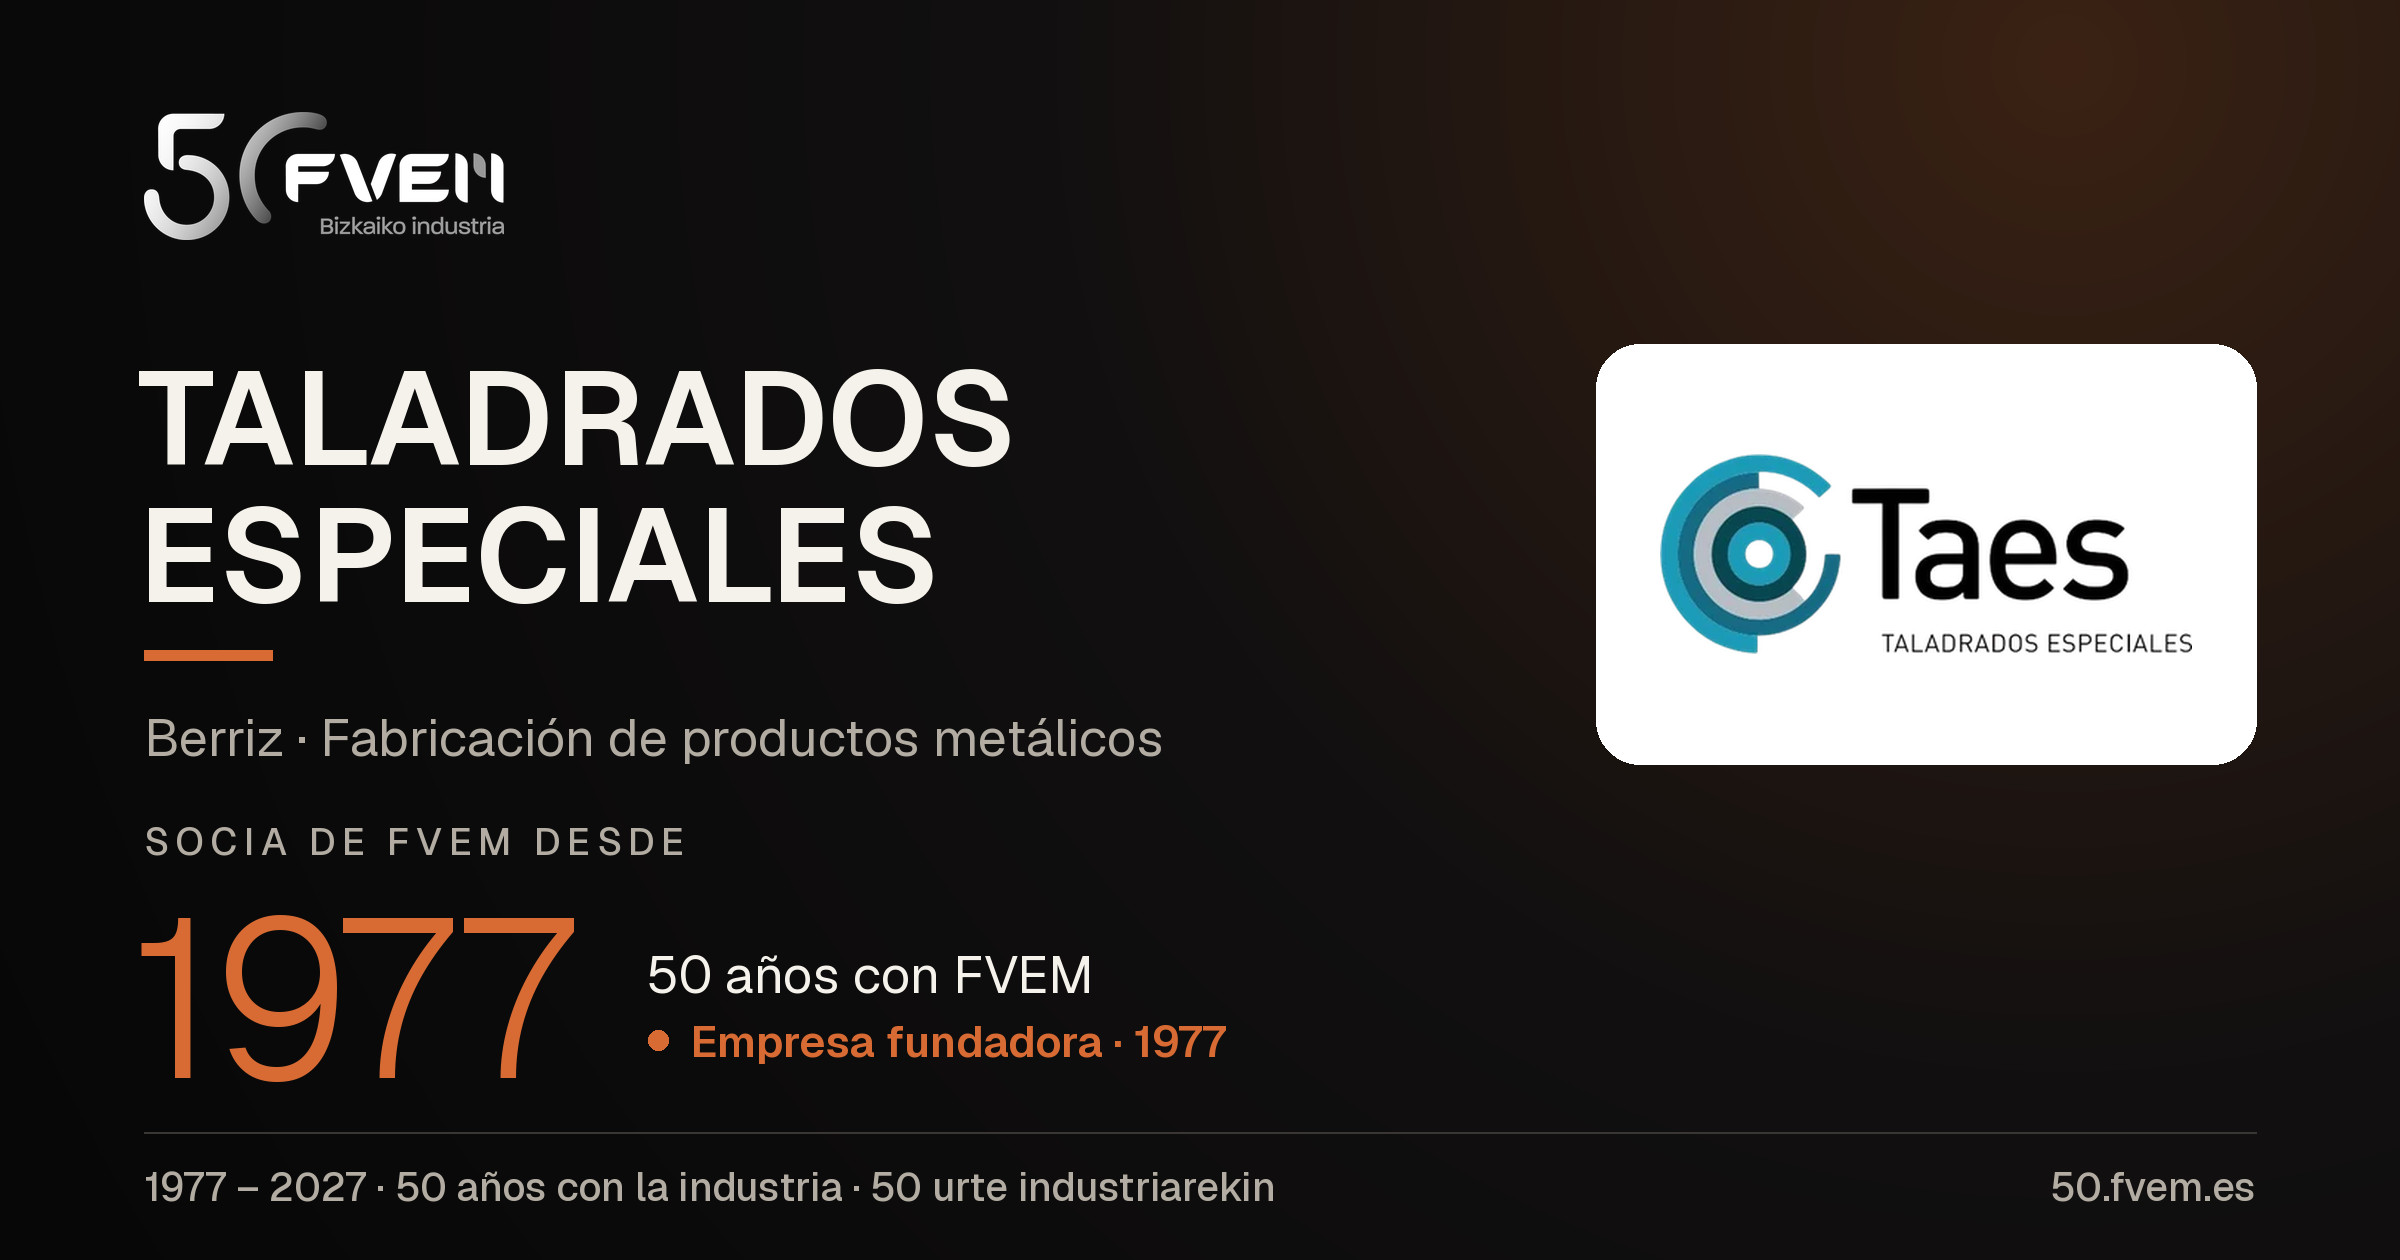 50 FVEM
Bizkaiko industria
TALADRADOS
ESPECIALES
Taes
TALADRADOS ESPECIALES
Berriz · Fabricación de productos metálicos
SOCIA DE FVEM DESDE
1977
50 años con FVEM
Empresa fundadora · 1977
1977 – 2027 · 50 años con la industria · 50 urte industriarekin
50.fvem.es